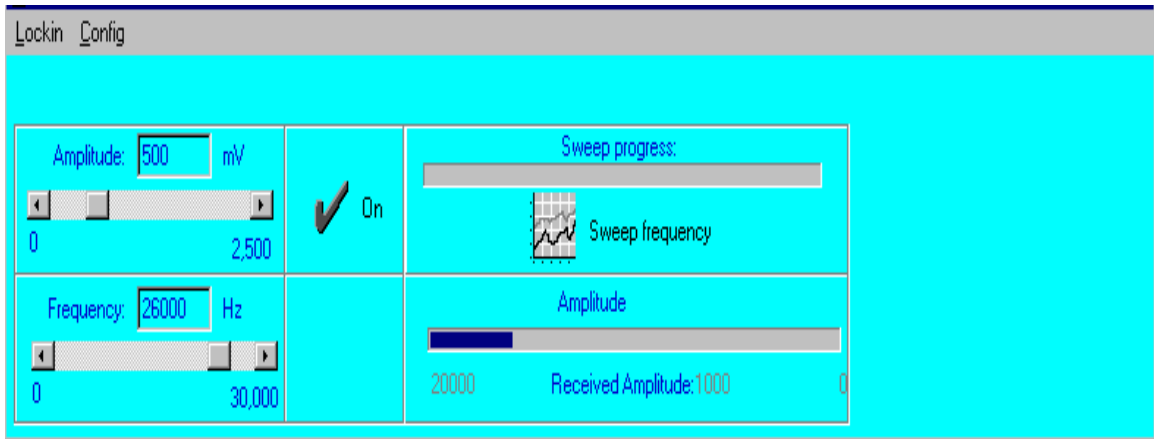 Lockin Config
Amplitude: 500 mV
0 2,500
On
Sweep progress:
Sweep frequency
Frequency: 26000 Hz
0 30,000
Amplitude
20000 Received Amplitude:1000 0